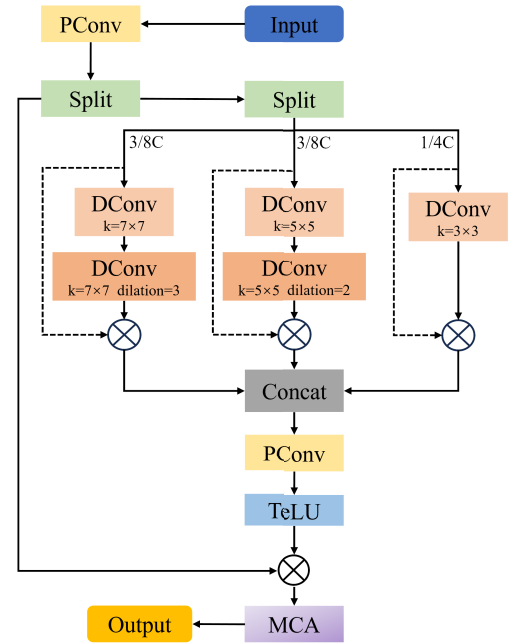 PConv
Input
Split
Split
3/8C
3/8C
1/4C
DConv
k=7×7
DConv
k=5×5
DConv
k=3×3
DConv
k=7×7 dilation=3
DConv
k=5×5 dilation=2
Concat
PConv
TeLU
MCA
Output